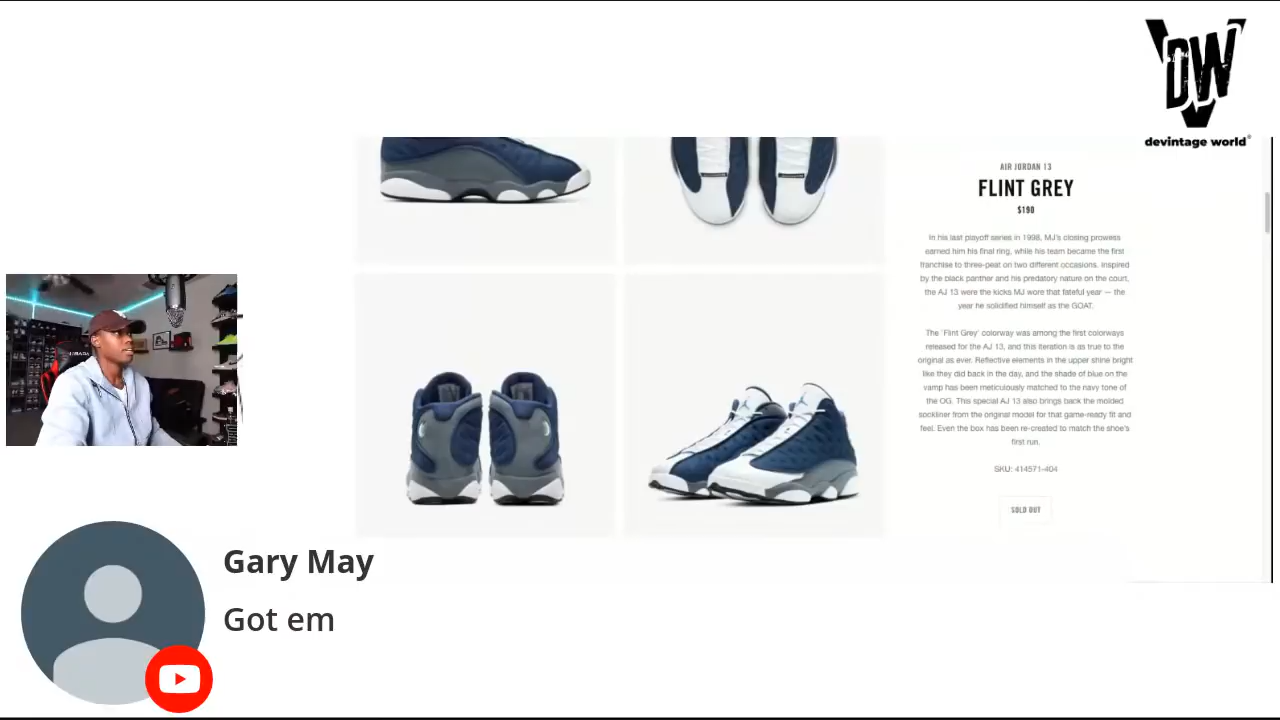 DW
devintage world®
AIR JORDAN 13
FLINT GREY
$190
In his last playoff series in 1998, MJ's closing prowess
earned him his final ring, while his team became the first
franchise to three-peat on two different occasions. Inspired
by the black panther and his predatory nature on the court,
the AJ 13 were the kicks MJ wore that fateful year — the
year he solidified himself as the GOAT.
The 'Flint Grey' colorway was among the first colorways
released for the AJ 13, and this iteration is as true to the
original as ever. Reflective elements in the upper shine bright
like they did back in the day, and the shade of blue on the
vamp has been meticulously matched to the navy tone of
the OG. This special AJ 13 also brings back the molded
sockliner from the original model for that game-ready fit and
feel. Even the box has been re-created to match the shoe's
first run.
SKU: 414571-404
SOLD OUT
Gary May
Got em